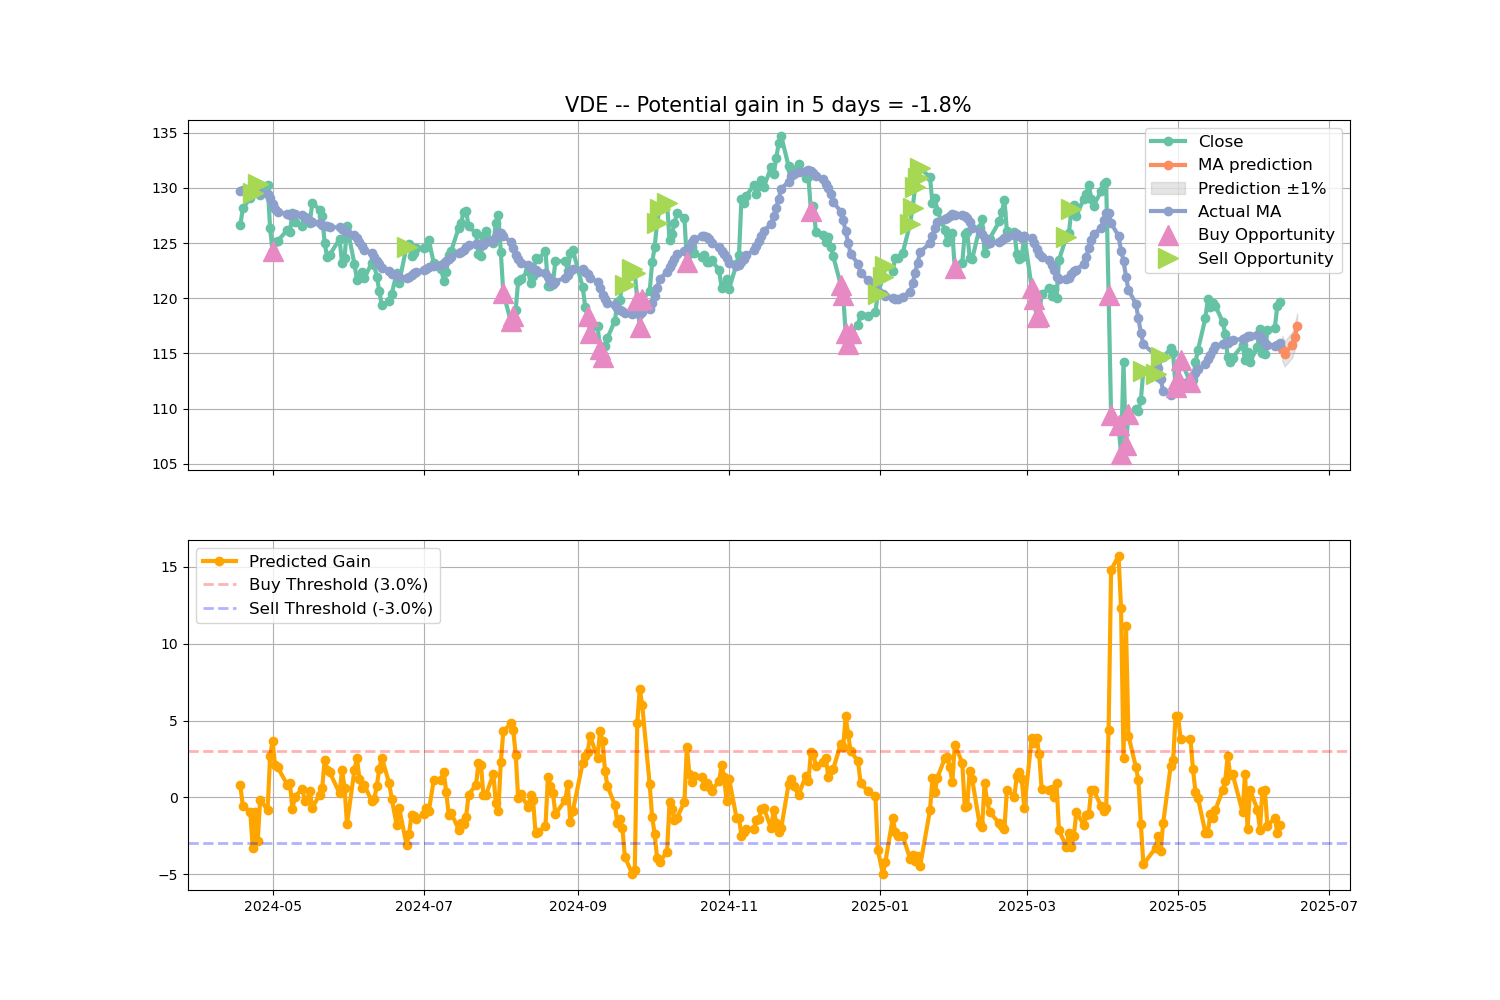 VDE -- Potential gain in 5 days = -1.8%
135
130
125
120
115
110
105
Close
MA prediction
Prediction ±1%
Actual MA
Buy Opportunity
Sell Opportunity
15
10
5
0
−5
Predicted Gain
Buy Threshold (3.0%)
Sell Threshold (-3.0%)
2024-05 2024-07 2024-09 2024-11 2025-01 2025-03 2025-05 2025-07